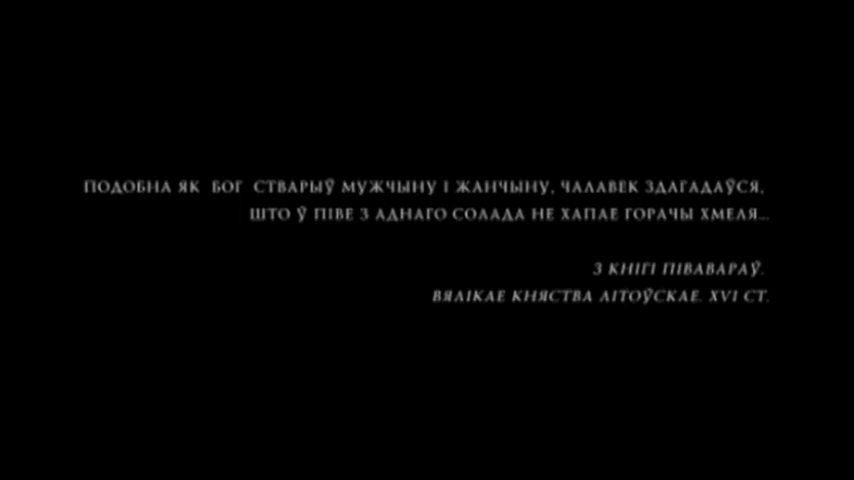 ПОДОБНА ЯК БОГ СТВАРЫЎ МУЖЧЫНУ І ЖАНЧЫНУ, ЧАЛАВЕК ЗДАГАДАЎСЯ,
ШТО Ў ПІВЕ З АДНАГО СОЛАДА НЕ ХАПАЕ ГОРАЧЫ ХМЕЛЯ...
З КНІГІ ПІВАВАРАЎ.
ВЯЛІКАЕ КНЯСТВА ЛІТОЎСКАЕ. XVI СТ.